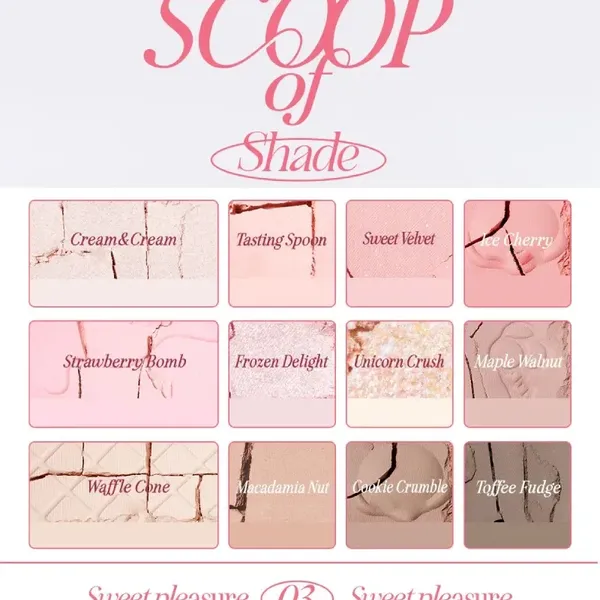 SCOOP
of
Shade
Cream&Cream
Tasting Spoon
Sweet Velvet
Ice Cherry
Strawberry Bomb
Frozen Delight
Unicorn Crush
Maple Walnut
Waffle Cone
Macadamia Nut
Cookie Crumble
Toffee Fudge
Sweet pleasure 03 Sweet pleasure